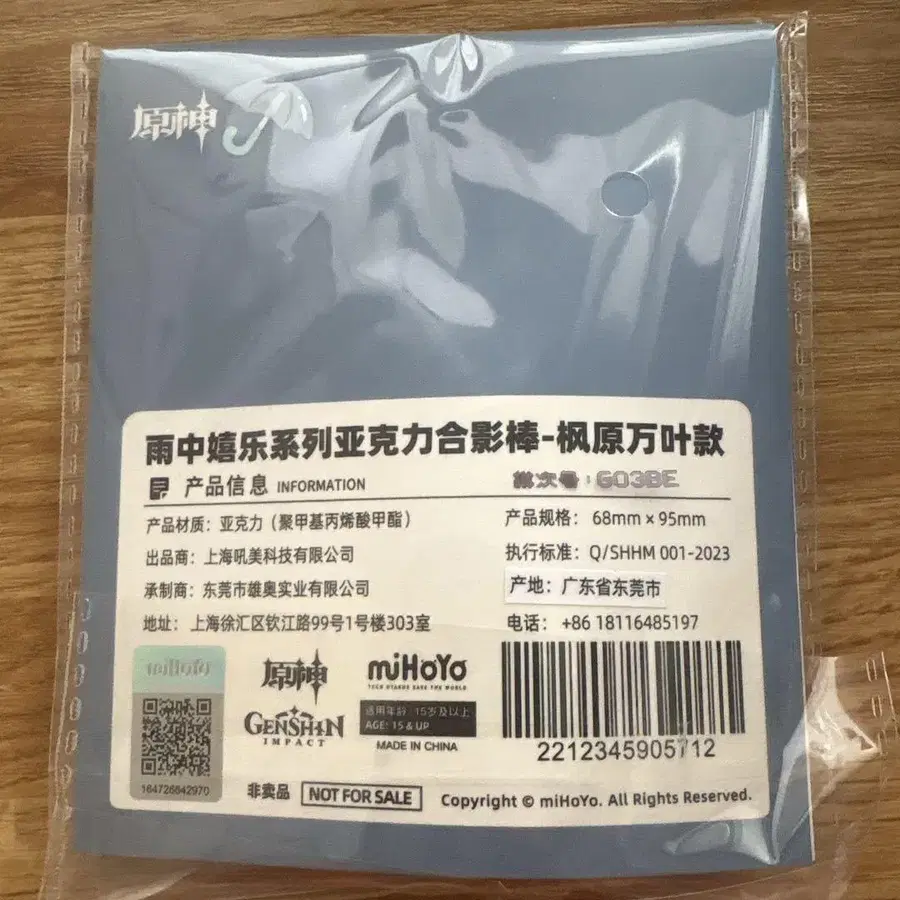 原神
雨中嬉乐系列亚克力合影棒-枫原万叶款
产品信息 INFORMATION
批次号：603BE
产品材质：亚克力（聚甲基丙烯酸甲酯）
产品规格：68mm×95mm
出品商：上海吼美科技有限公司
执行标准：Q/SHHM 001-2023
承制商：东莞市雄奥实业有限公司
产地：广东省东莞市
地址：上海徐汇区钦江路99号1号楼303室
电话：+86 18116485197
miHoYo
原神
miHoYo
TECH OTAKUS SAVE THE WORLD
GENSHIN
IMPACT
适用年龄：15岁及以上
AGE: 15 & UP
MADE IN CHINA
2212345905712
164726842970
非卖品 NOT FOR SALE
Copyright © miHoYo. All Rights Reserved.